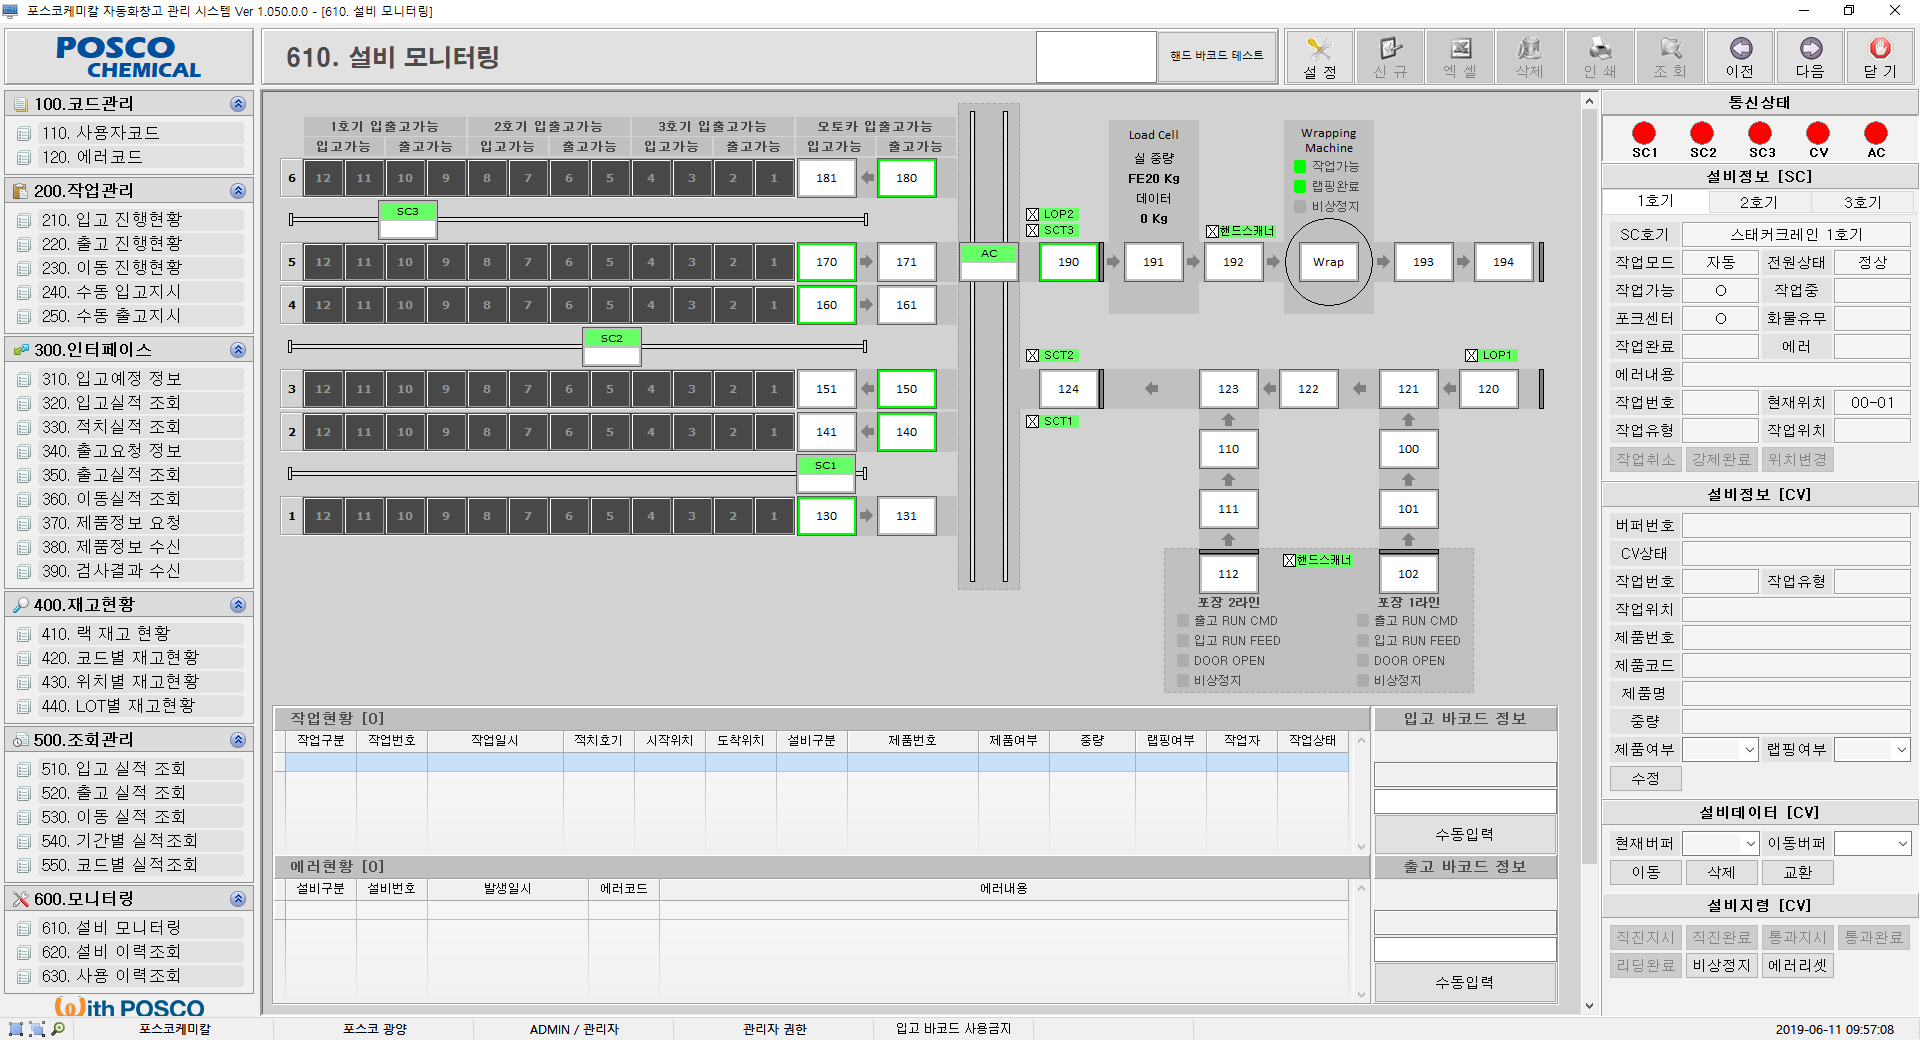 포스코케미칼 자동화창고 관리 시스템 Ver 1.050.0.0 - [610. 설비 모니터링]
POSCO
CHEMICAL
610. 설비 모니터링
핸드 바코드 테스트
설 정
신 규
엑 셀
삭제
인 쇄
조 회
이전
다음
닫 기
100.코드관리
110. 사용자코드
120. 에러코드
200.작업관리
210. 입고 진행현황
220. 출고 진행현황
230. 이동 진행현황
240. 수동 입고지시
250. 수동 출고지시
300.인터페이스
310. 입고예정 정보
320. 입고실적 조회
330. 적치실적 조회
340. 출고요청 정보
350. 출고실적 조회
360. 이동실적 조회
370. 제품정보 요청
380. 제품정보 수신
390. 검사결과 수신
400.재고현황
410. 랙 재고 현황
420. 코드별 재고현황
430. 위치별 재고현황
440. LOT별 재고현황
500.조회관리
510. 입고 실적 조회
520. 출고 실적 조회
530. 이동 실적 조회
540. 기간별 실적조회
550. 코드별 실적조회
600.모니터링
610. 설비 모니터링
620. 설비 이력조회
630. 사용 이력조회
with POSCO
1호기 입출고가능 2호기 입출고가능 3호기 입출고가능 오토카 입출고가능
입고가능 출고가능 입고가능 출고가능 입고가능 출고가능 입고가능 출고가능
6 12 11 10 9 8 7 6 5 4 3 2 1 181 180
SC3
5 12 11 10 9 8 7 6 5 4 3 2 1 170 171
4 12 11 10 9 8 7 6 5 4 3 2 1 160 161
SC2
3 12 11 10 9 8 7 6 5 4 3 2 1 151 150
2 12 11 10 9 8 7 6 5 4 3 2 1 141 140
SC1
1 12 11 10 9 8 7 6 5 4 3 2 1 130 131
AC
Load Cell
실 중량
FE20 Kg
데이터
0 Kg
Wrapping
Machine
작업가능
랩핑완료
비상정지
LOP2
SCT3
핸드스캐너
190 191 192 Wrap 193 194
SCT2
LOP1
124 123 122 121 120
SCT1
110 100
111 101
핸드스캐너
112 102
포장 2라인
출고 RUN CMD
입고 RUN FEED
DOOR OPEN
비상정지
포장 1라인
출고 RUN CMD
입고 RUN FEED
DOOR OPEN
비상정지
작업현황 [0]
작업구분 작업번호 작업일시 적치호기 시작위치 도착위치 설비구분 제품번호 제품여부 중량 랩핑여부 작업자 작업상태
입고 바코드 정보
수동입력
에러현황 [0]
설비구분 설비번호 발생일시 에러코드 에러내용
출고 바코드 정보
수동입력
통신상태
SC1 SC2 SC3 CV AC
설비정보 [SC]
1호기 2호기 3호기
SC호기 스태커크레인 1호기
작업모드 자동 전원상태 정상
작업가능 O 작업중
포크센터 O 화물유무
작업완료 에러
에러내용
작업번호 현재위치 00-01
작업유형 작업위치
작업취소 강제완료 위치변경
설비정보 [CV]
버퍼번호
CV상태
작업번호 작업유형
작업위치
제품번호
제품코드
제품명
중량
제품여부 랩핑여부
수정
설비데이터 [CV]
현재버퍼 이동버퍼
이동 삭제 교환
설비지령 [CV]
직진지시 직진완료 통과지시 통과완료
리딩완료 비상정지 에러리셋
포스코케미칼 포스코 광양 ADMIN / 관리자 관리자 권한 입고 바코드 사용금지 2019-06-11 09:57:08